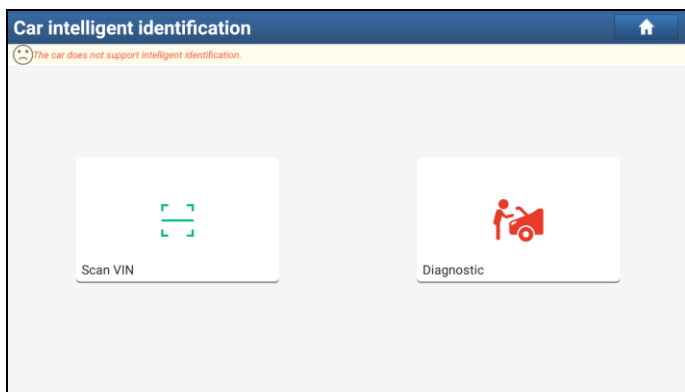 Car intelligent identification
The car does not support intelligent identification.
Scan VIN
Diagnostic